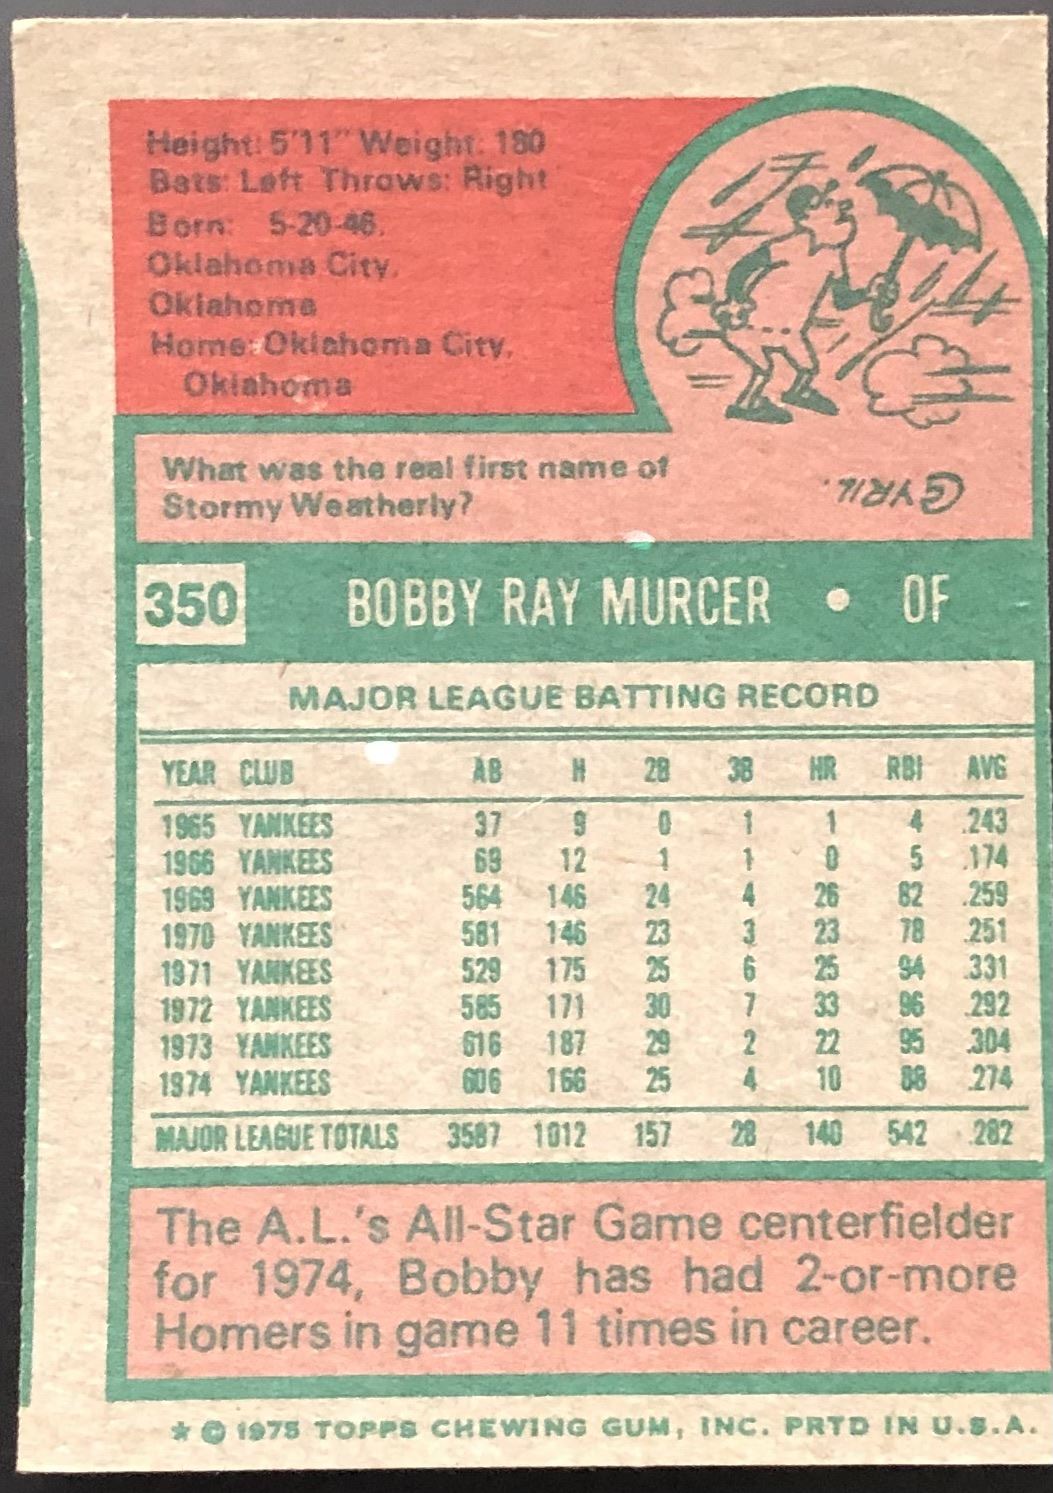 Height: 5'11" Weight: 180
Bats: Left Throws: Right
Born: 5-20-46,
Oklahoma City,
Oklahoma
Home: Oklahoma City,
Oklahoma
What was the real first name of
Stormy Weatherly?
CYRIL.
350 BOBBY RAY MURCER • OF
MAJOR LEAGUE BATTING RECORD
YEAR CLUB AB H 2B 3B HR RBI AVG
1965 YANKEES 37 9 0 1 1 4 .243
1966 YANKEES 69 12 1 1 0 5 .174
1969 YANKEES 564 146 24 4 26 82 .259
1970 YANKEES 581 146 23 3 23 78 .251
1971 YANKEES 529 175 25 6 25 94 .331
1972 YANKEES 585 171 30 7 33 96 .292
1973 YANKEES 616 187 29 2 22 95 .304
1974 YANKEES 606 166 25 4 10 88 .274
MAJOR LEAGUE TOTALS 3587 1012 157 28 140 542 .282
The A.L.'s All-Star Game centerfielder
for 1974, Bobby has had 2-or-more
Homers in game 11 times in career.
★ © 1975 TOPPS CHEWING GUM, INC. PRTD IN U.S.A.